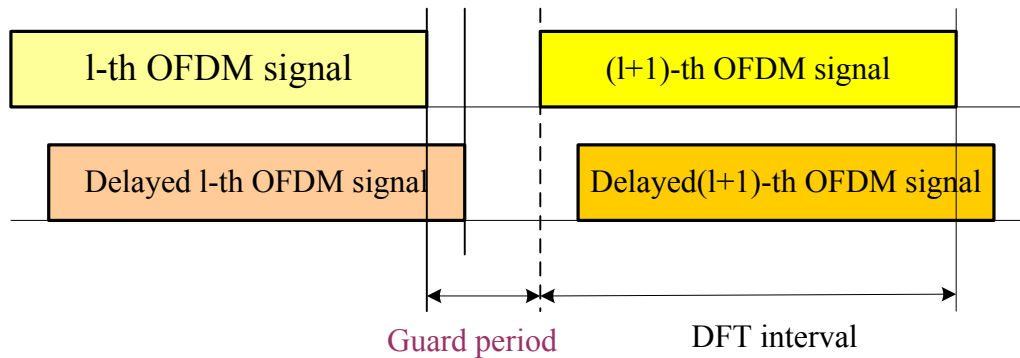 l-th OFDM signal
(l+1)-th OFDM signal
Delayed l-th OFDM signal
Delayed(l+1)-th OFDM signal
Guard period
DFT interval